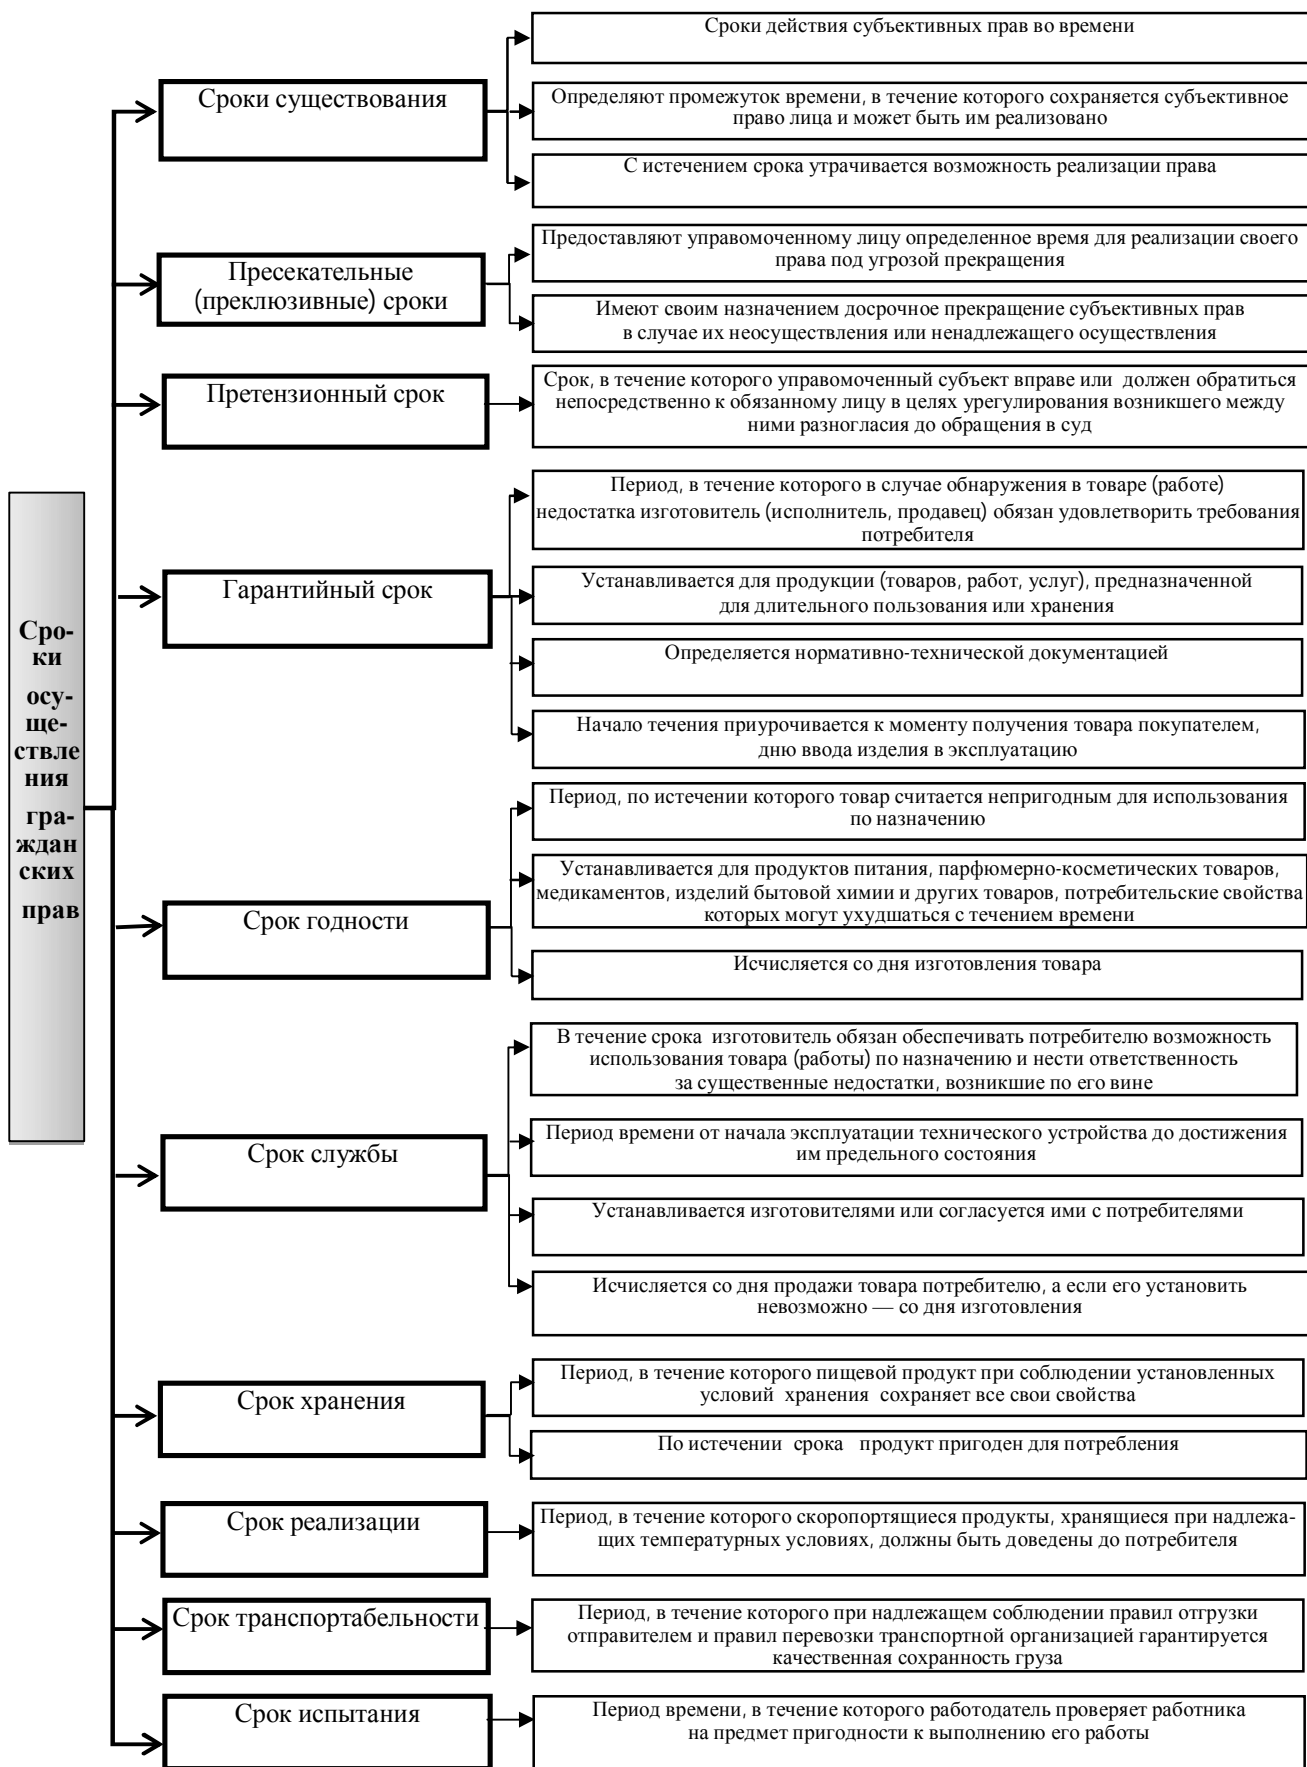 Сро-
ки
осу-
ще-
ствле
ния
гра-
ждан
ских
прав
Сроки существования
Сроки действия субъективных прав во времени
Определяют промежуток времени, в течение которого сохраняется субъективное
право лица и может быть им реализовано
С истечением срока утрачивается возможность реализации права
Пресекательные
(преклюзивные) сроки
Предоставляют управомоченному лицу определенное время для реализации своего
права под угрозой прекращения
Имеют своим назначением досрочное прекращение субъективных прав
в случае их неосуществления или ненадлежащего осуществления
Претензионный срок
Срок, в течение которого управомоченный субъект вправе или должен обратиться
непосредственно к обязанному лицу в целях урегулирования возникшего между
ними разногласия до обращения в суд
Гарантийный срок
Период, в течение которого в случае обнаружения в товаре (работе)
недостатка изготовитель (исполнитель, продавец) обязан удовлетворить требования
потребителя
Устанавливается для продукции (товаров, работ, услуг), предназначенной
для длительного пользования или хранения
Определяется нормативно-технической документацией
Начало течения приурочивается к моменту получения товара покупателем,
дню ввода изделия в эксплуатацию
Срок годности
Период, по истечении которого товар считается непригодным для использования
по назначению
Устанавливается для продуктов питания, парфюмерно-косметических товаров,
медикаментов, изделий бытовой химии и других товаров, потребительские свойства
которых могут ухудшаться с течением времени
Исчисляется со дня изготовления товара
Срок службы
В течение срока изготовитель обязан обеспечивать потребителю возможность
использования товара (работы) по назначению и нести ответственность
за существенные недостатки, возникшие по его вине
Период времени от начала эксплуатации технического устройства до достижения
им предельного состояния
Устанавливается изготовителями или согласуется ими с потребителями
Исчисляется со дня продажи товара потребителю, а если его установить
невозможно — со дня изготовления
Срок хранения
Период, в течение которого пищевой продукт при соблюдении установленных
условий хранения сохраняет все свои свойства
По истечении срока продукт пригоден для потребления
Срок реализации
Период, в течение которого скоропортящиеся продукты, хранящиеся при надлежа-
щих температурных условиях, должны быть доведены до потребителя
Срок транспортабельности
Период, в течение которого при надлежащем соблюдении правил отгрузки
отправителем и правил перевозки транспортной организацией гарантируется
качественная сохранность груза
Срок испытания
Период времени, в течение которого работодатель проверяет работника
на предмет пригодности к выполнению его работы